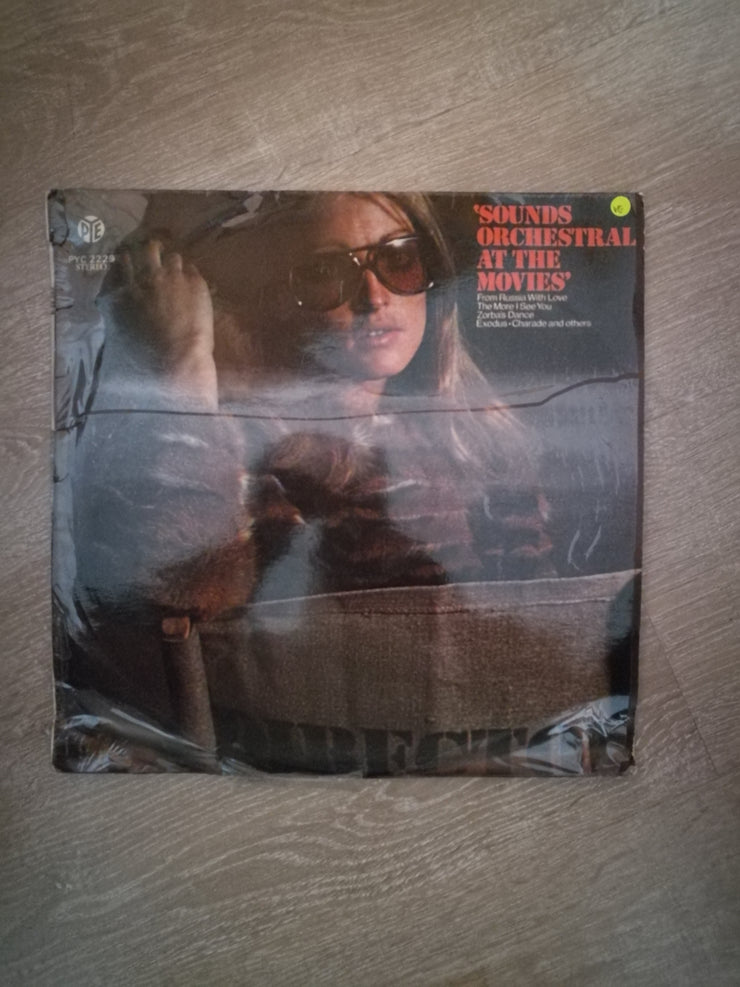 PYE
PYC 2229
STEREO
'SOUNDS
ORCHESTRAL
AT THE
MOVIES'
From Russia With Love
The More I See You
Zorba's Dance
Exodus • Charade and others
DIRECTOR